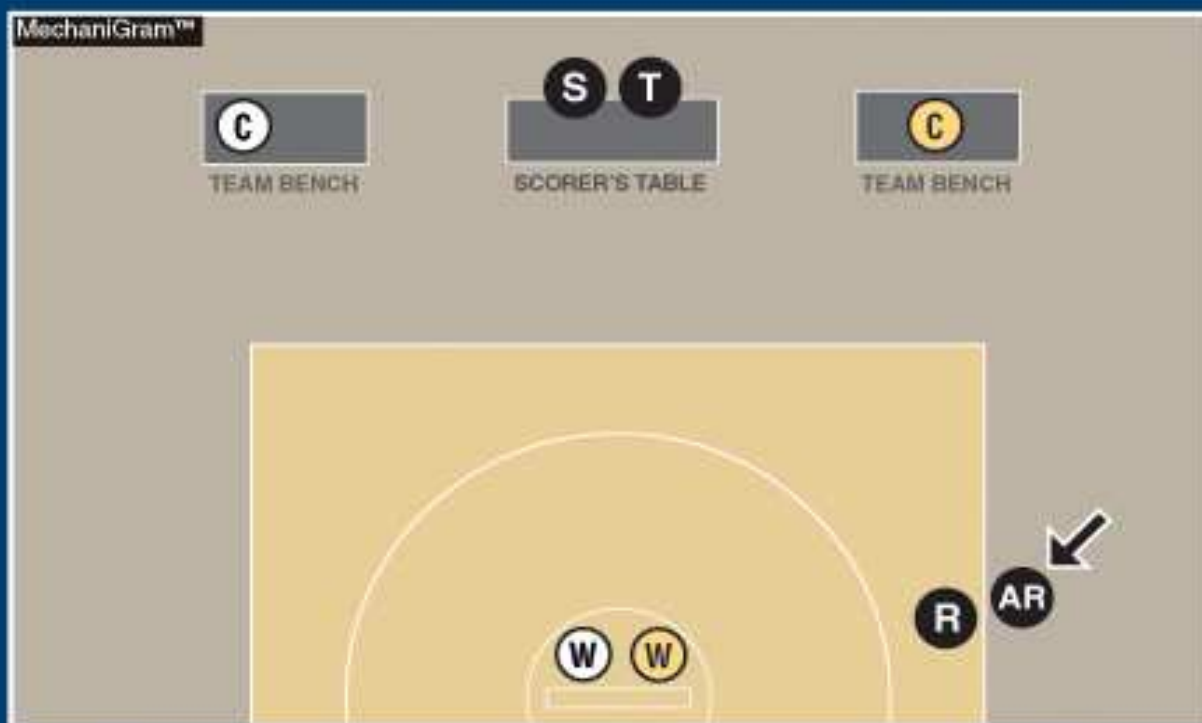 MechaniGram™
S T
C C
TEAM BENCH SCORER'S TABLE TEAM BENCH
AR
R
W W